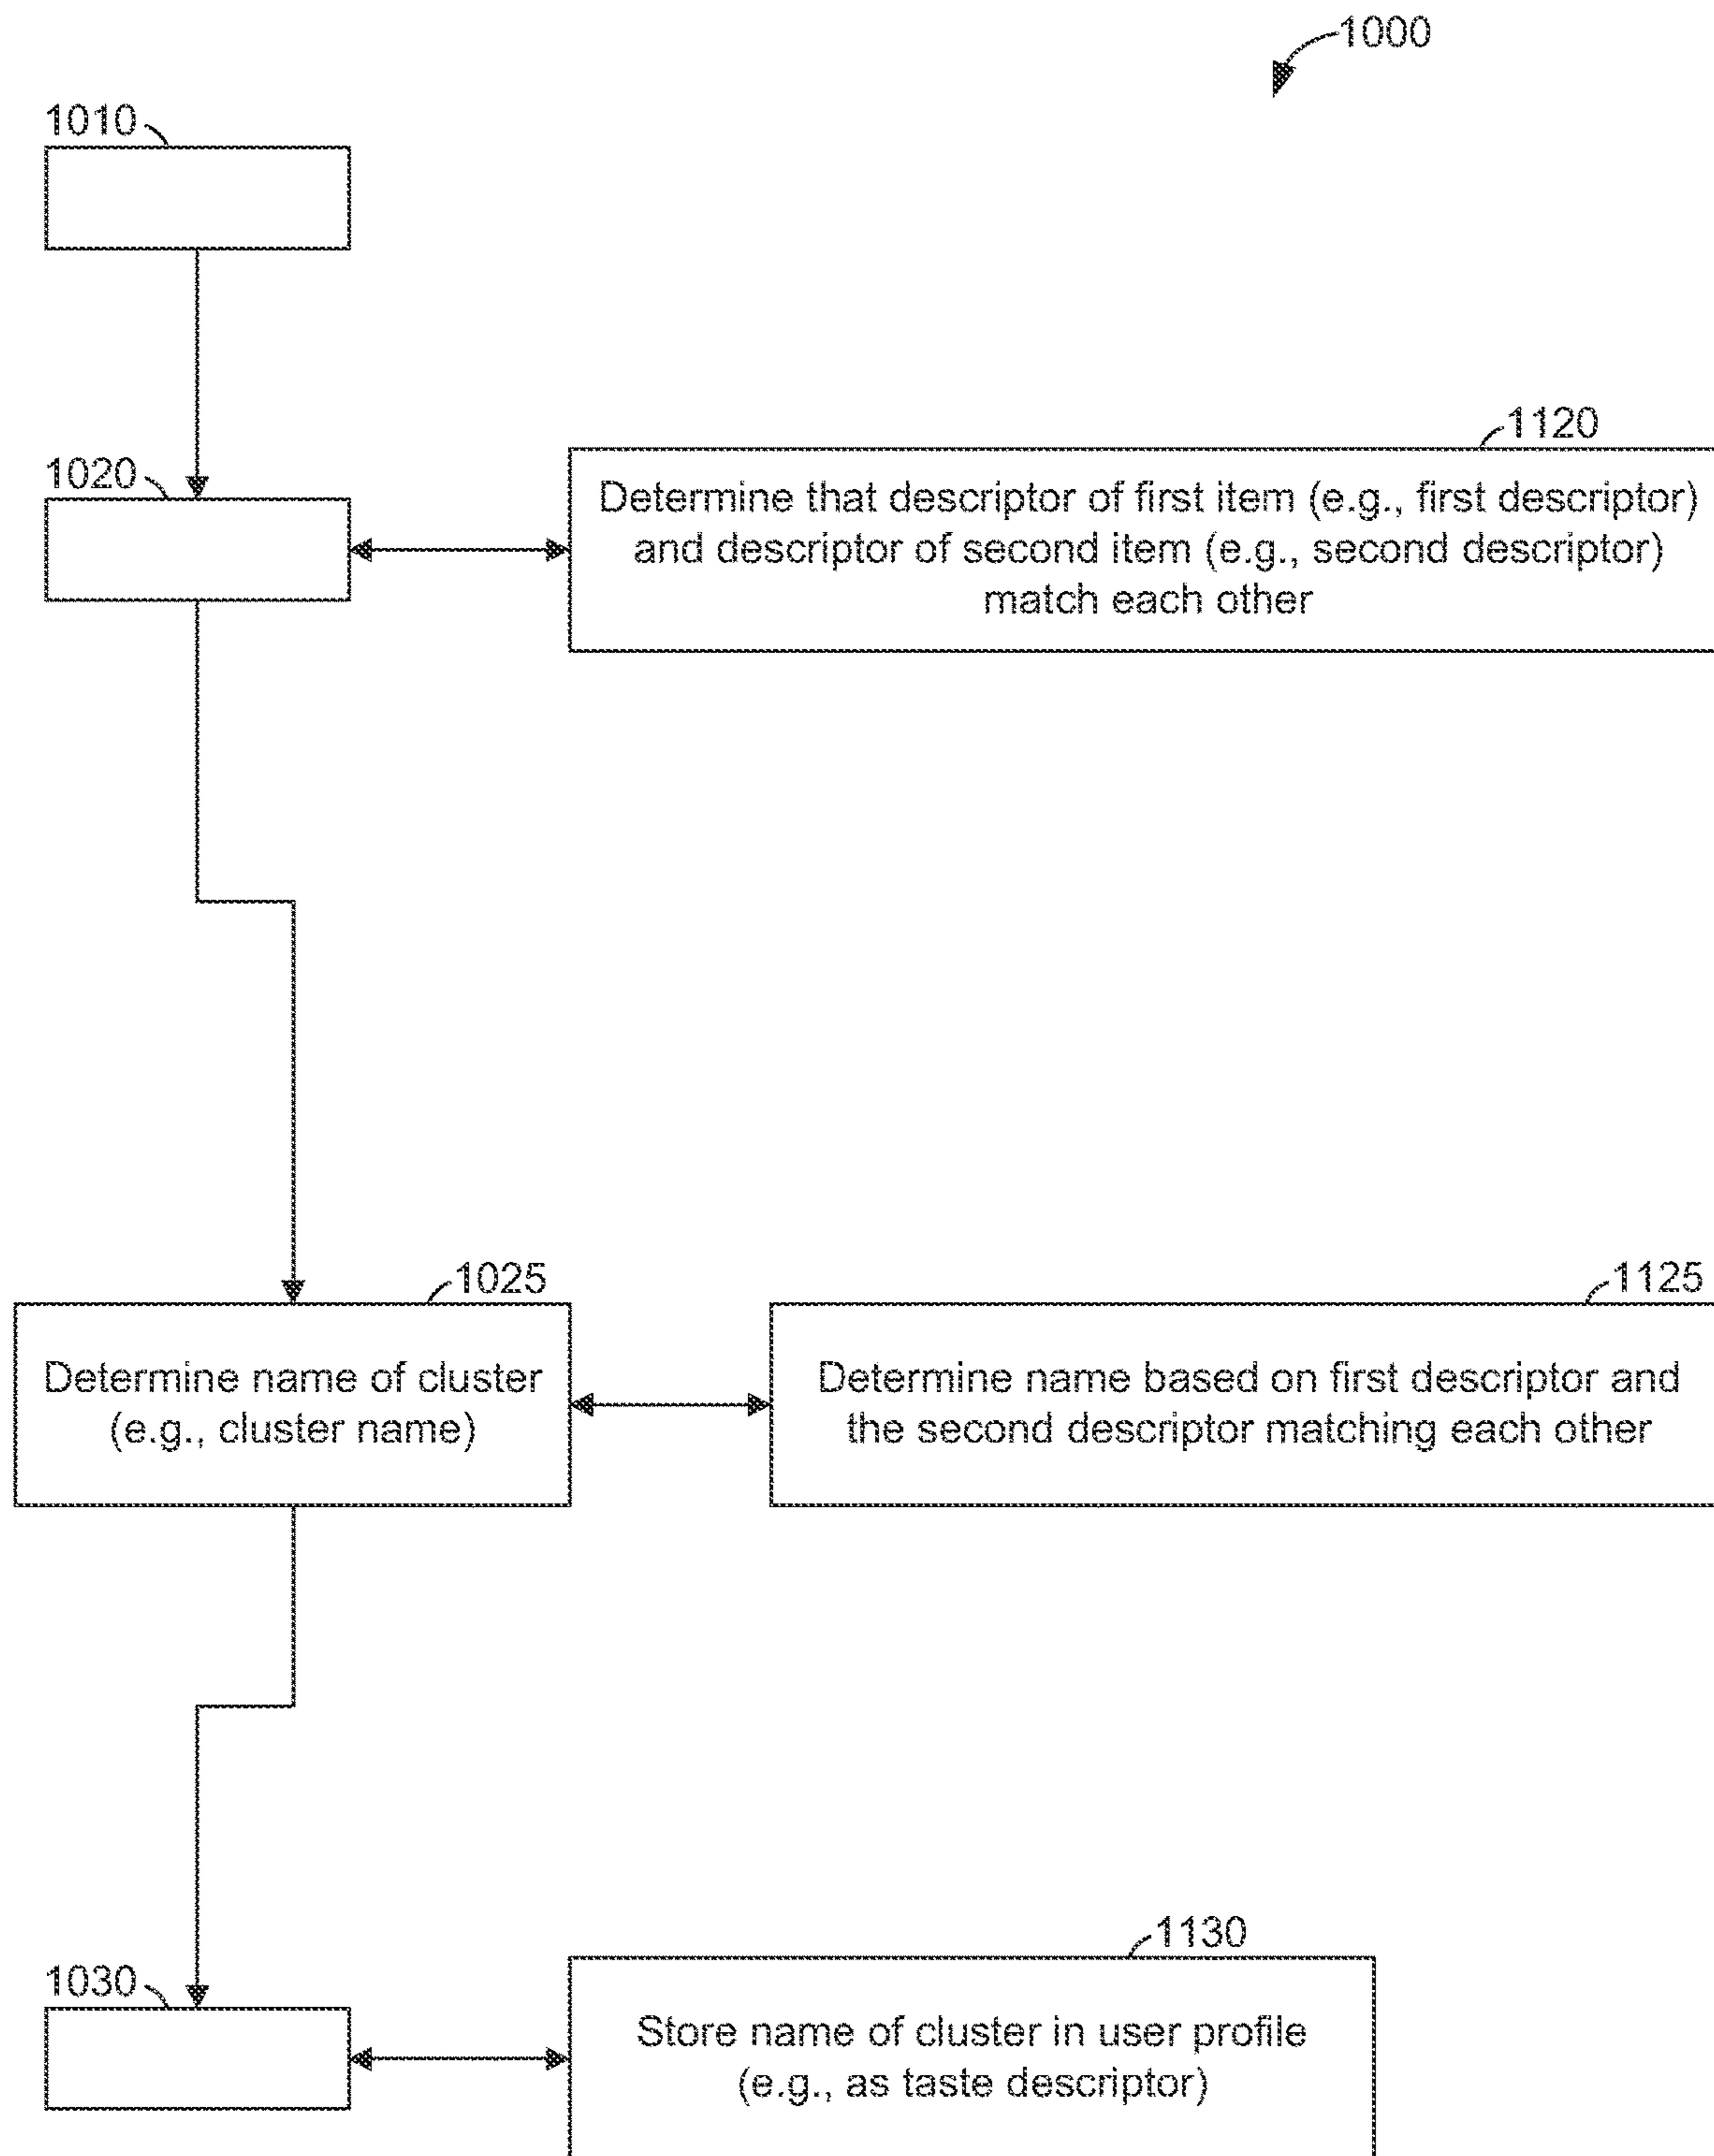 1000
1010
1020
1120
Determine that descriptor of first item (e.g., first descriptor)
and descriptor of second item (e.g., second descriptor)
match each other
1025
Determine name of cluster
(e.g., cluster name)
1125
Determine name based on first descriptor and
the second descriptor matching each other
1030
1130
Store name of cluster in user profile
(e.g., as taste descriptor)